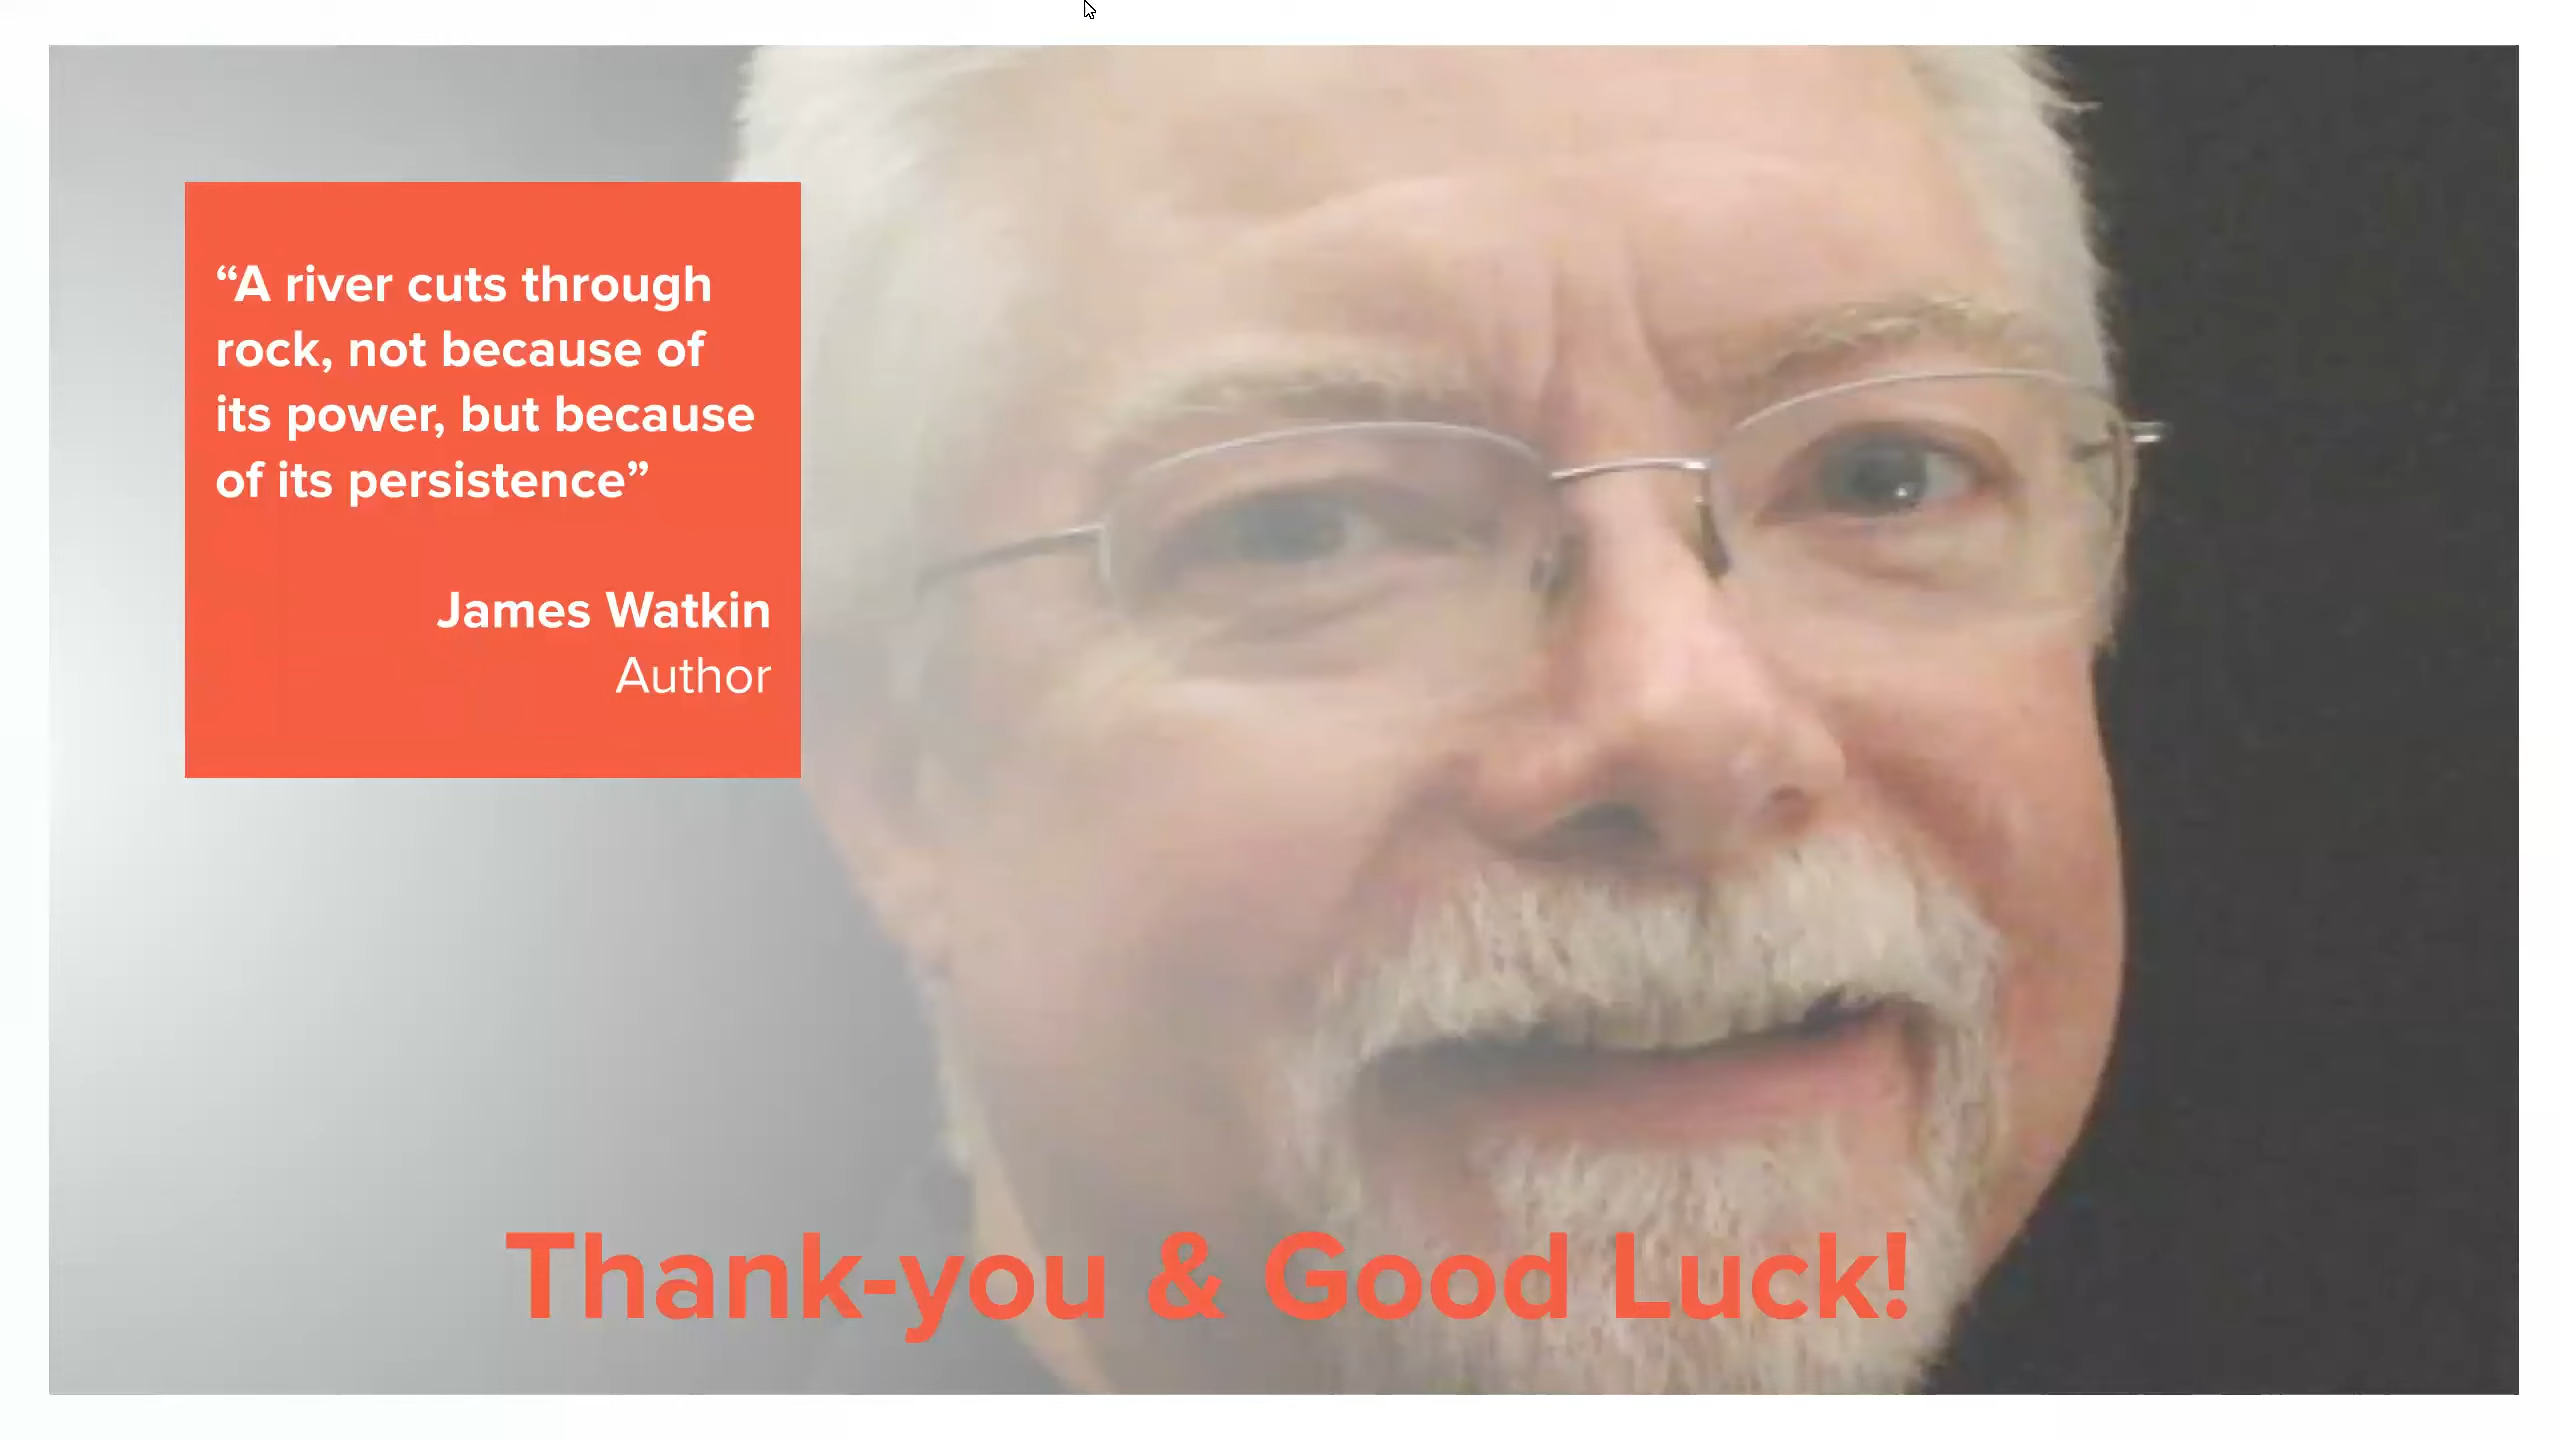 “A river cuts through
rock, not because of
its power, but because
of its persistence”
James Watkin
Author
Thank-you & Good Luck!